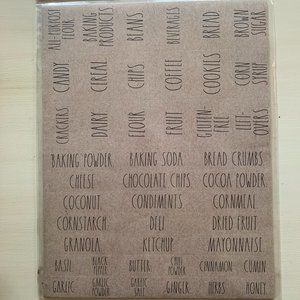 ALL-PURPOSE FLOUR
BAKING PRODUCTS
BEANS
BEVERAGES
BREAD
BROWN SUGAR
CANDY
CEREAL
CHIPS
COFFEE
COOKIES
CORN SYRUP
CRACKERS
DAIRY
FLOUR
FRUIT
GLUTEN-FREE
LEFT-OVERS
BAKING POWDER BAKING SODA BREAD CRUMBS
CHEESE CHOCOLATE CHIPS COCOA POWDER
COCONUT CONDIMENTS CORNMEAL
CORNSTARCH DELI DRIED FRUIT
GRANOLA KETCHUP MAYONNAISE
BASIL BLACK PEPPER BUTTER CHILI POWDER CINNAMON CUMIN
GARLIC GARLIC POWDER GARLIC SALT GINGER HERBS HONEY